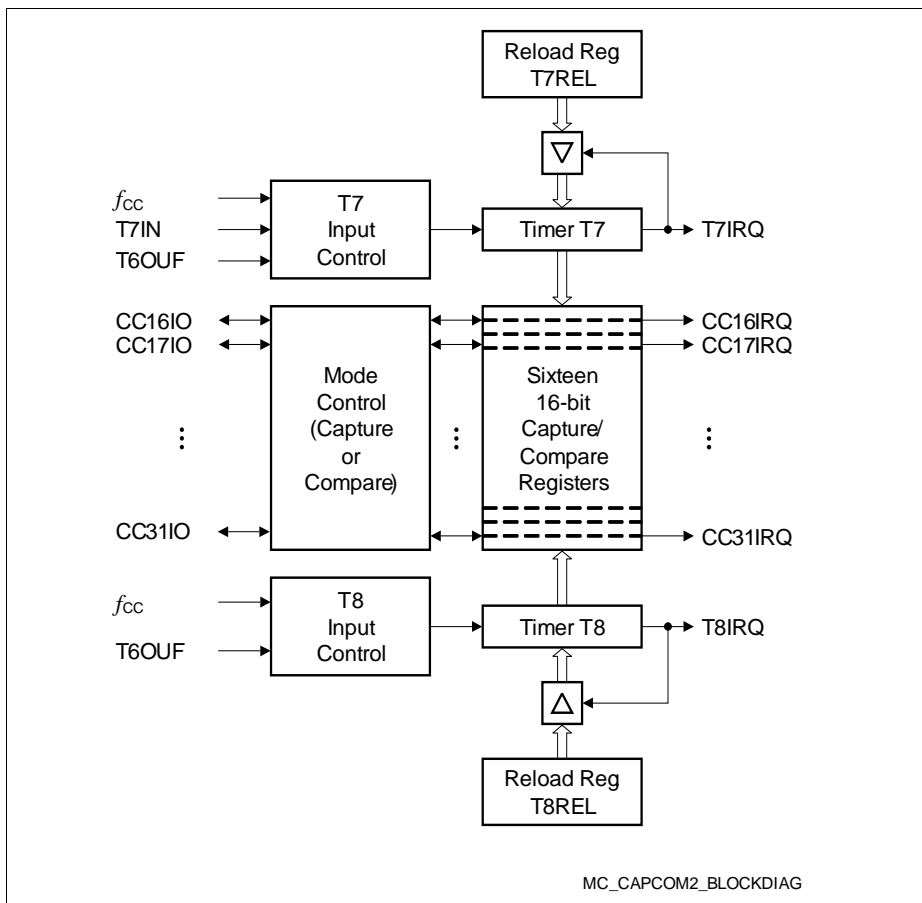 Reload Reg.
T7REL
fCC
T7IN
T6OUF
T7
Input
Control
Timer T7
T7IRQ
CC16IO
CC17IO
CC31IO
Mode
Control
(Capture
or
Compare)
Sixteen
16-bit
Capture/
Compare
Registers
CC16IRQ
CC17IRQ
CC31IRQ
fCC
T6OUF
T8
Input
Control
Timer T8
T8IRQ
Reload Reg.
T8REL
MC_CAPCOM2_BLOCKDIAG